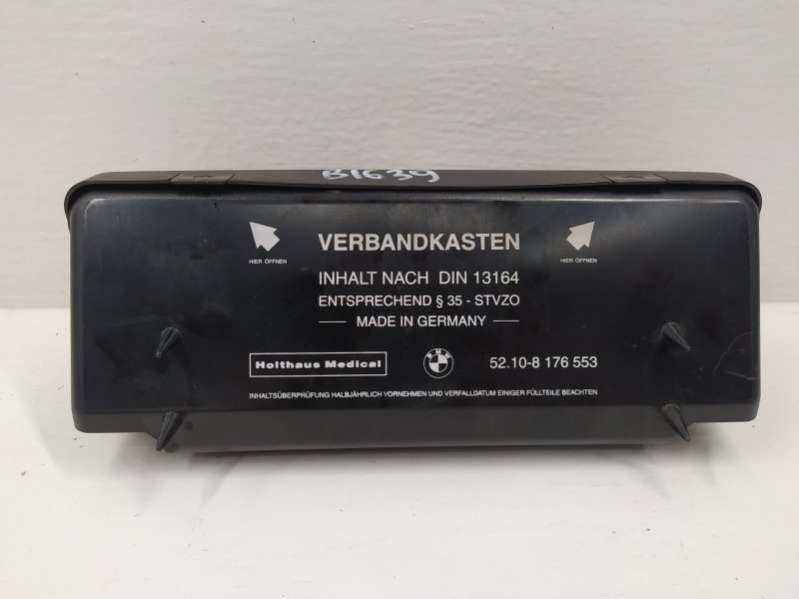 B1639
VERBANDKASTEN
HIER ÖFFNEN HIER ÖFFNEN
INHALT NACH DIN 13164
ENTSPRECHEND § 35 - STVZO
MADE IN GERMANY
Holthaus Medical BMW 52.10-8 176 553
INHALTSÜBERPRÜFUNG HALBJÄHRLICH VORNEHMEN UND VERFALLDATUM EINIGER FÜLLTEILE BEACHTEN